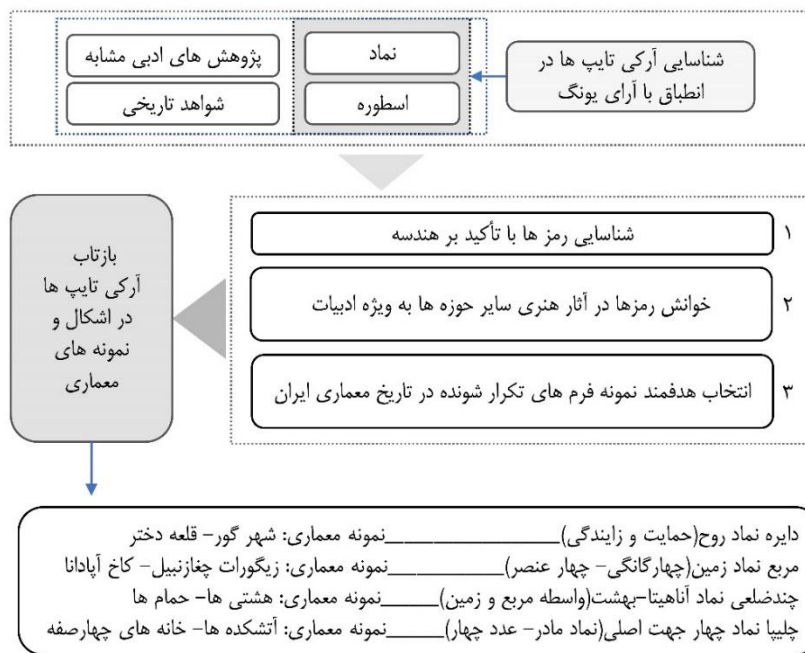 شناسایی آرکی تایپ ها در
انطباق با آرای یونگ
نماد
اسطوره
پژوهش های ادبی مشابه
شواهد تاریخی
۱ شناسایی رمز ها با تأکید بر هندسه
۲ خوانش رمزها در آثار هنری سایر حوزه ها به ویژه ادبیات
۳ انتخاب هدفمند نمونه فرم های تکرار شونده در تاریخ معماری ایران
بازتاب
آرکی تایپ ها
در اشکال و
نمونه های
معماری
دایره نماد روح(حمایت و زایندگی)__________________نمونه معماری: شهر گور- قلعه دختر
مربع نماد زمین(چهارگانگی- چهار عنصر)____________نمونه معماری: زیگورات چغازنبیل- کاخ آپادانا
چندضلعی نماد آناهیتا-بهشت(واسطه مربع و زمین)______نمونه معماری: هشتی ها- حمام ها
چلیپا نماد چهار جهت اصلی(نماد مادر- عدد چهار)______نمونه معماری: آتشکده ها- خانه های چهارصفه